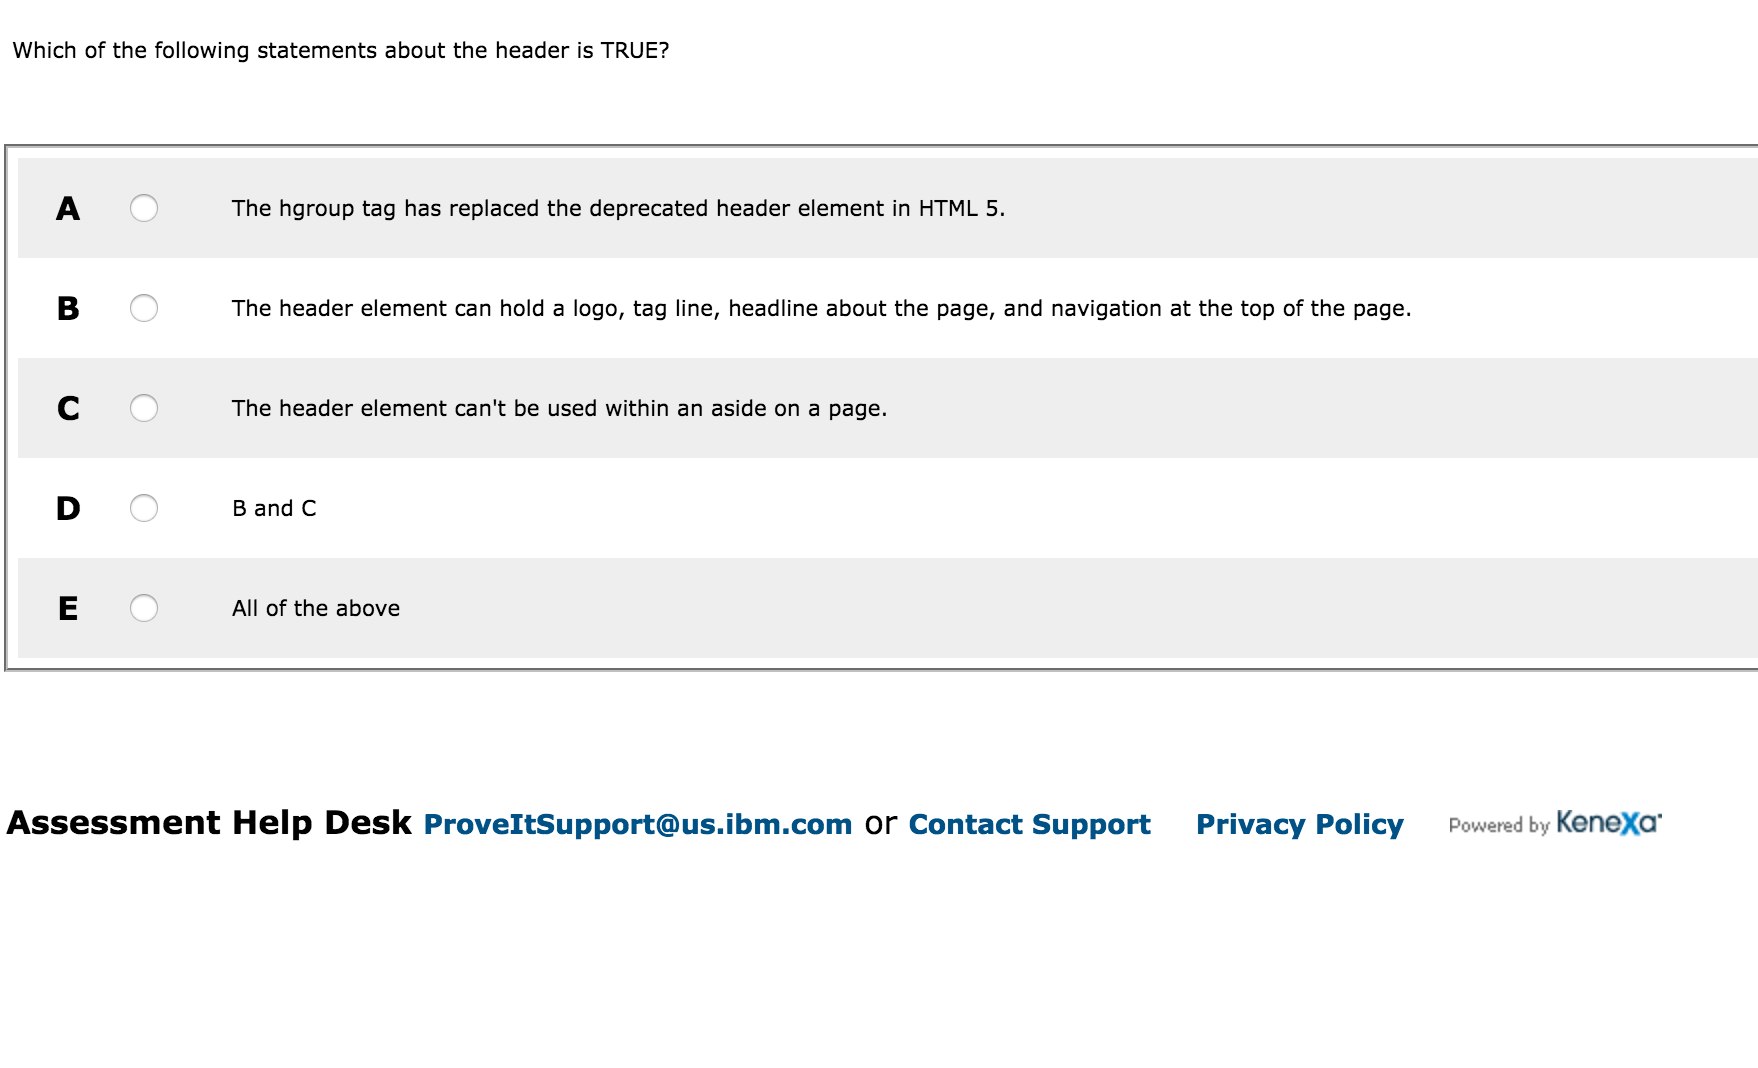 Which of the following statements about the header is TRUE?
A The hgroup tag has replaced the deprecated header element in HTML 5.
B The header element can hold a logo, tag line, headline about the page, and navigation at the top of the page.
C The header element can't be used within an aside on a page.
D B and C
E All of the above
Assessment Help Desk ProveItSupport@us.ibm.com or Contact Support Privacy Policy Powered by Kenexa